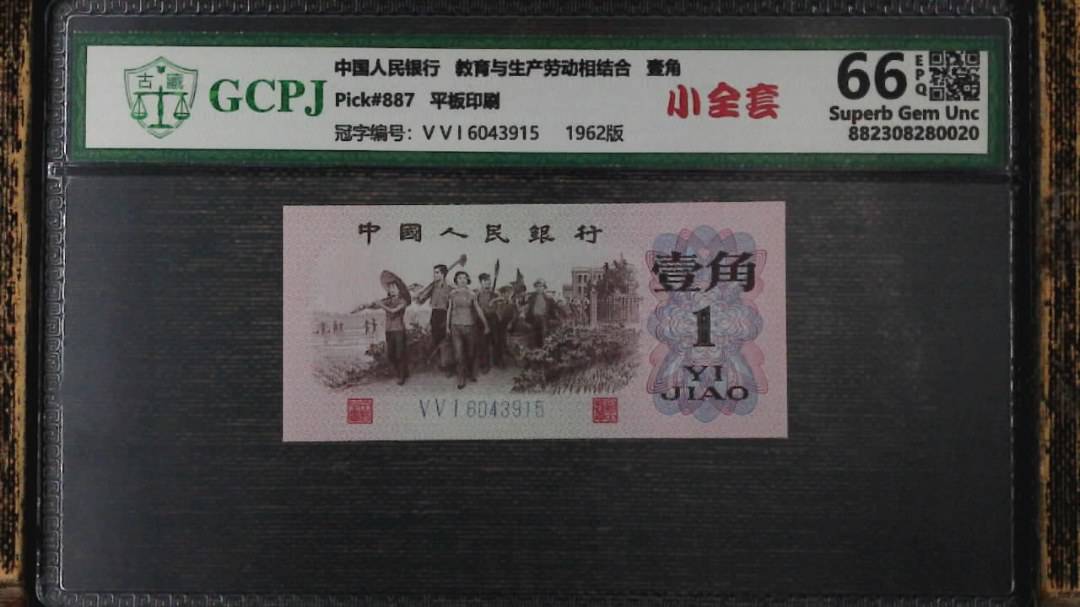 古藏
GCPJ
中国人民银行 教育与生产劳动相结合 壹角
Pick#887 平板印刷
冠字编号: VVI6043915 1962版
小全套
66 EPQ
Superb Gem Unc
882308280020
中國人民銀行
壹角
1
YI
JIAO
VVI6043915